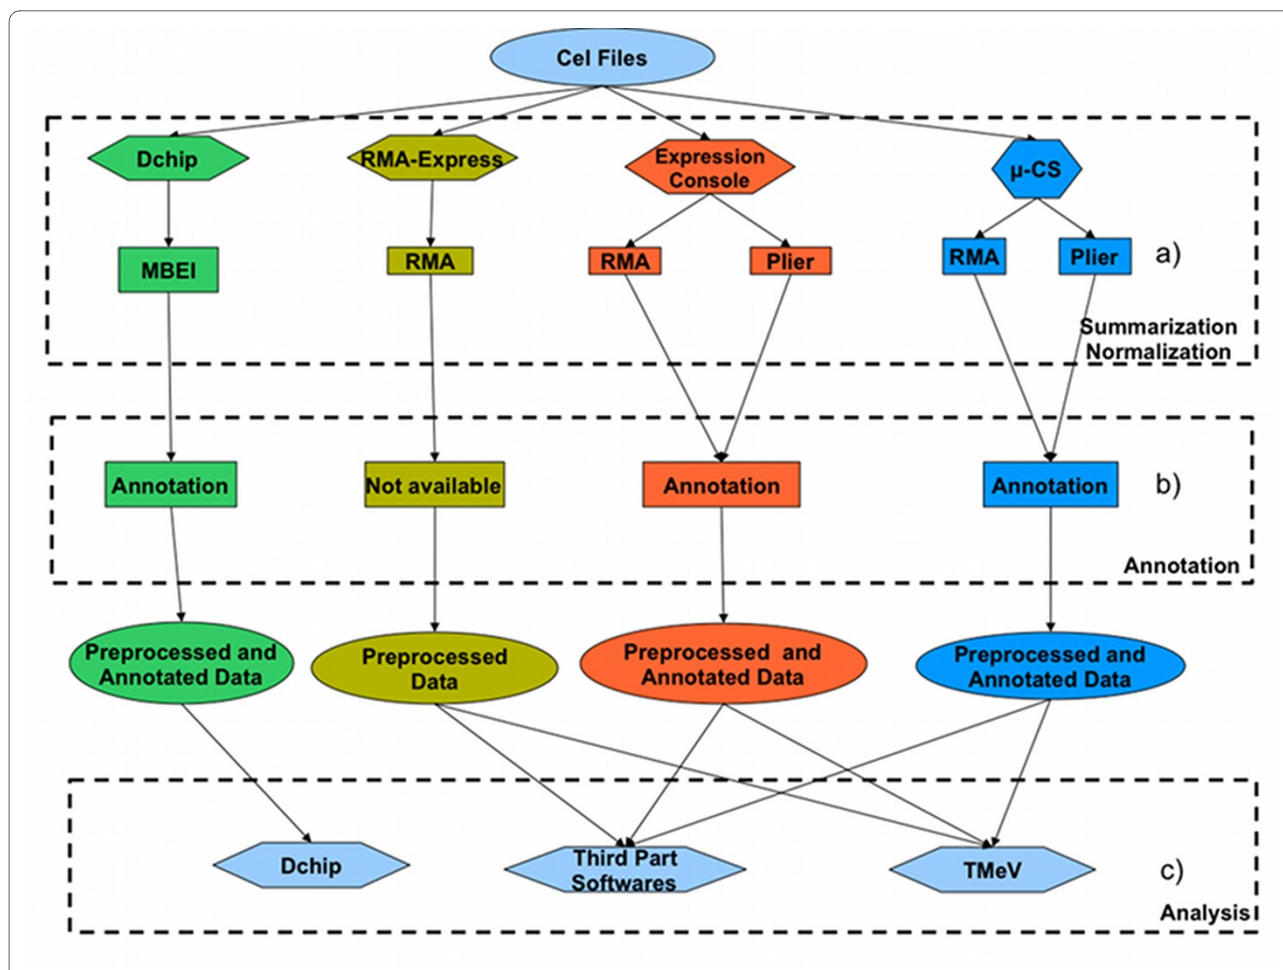 Cel Files
Dchip
RMA-Express
Expression
Console
μ-CS
MBEI
RMA
RMA
Plier
RMA
Plier
a)
Summarization
Normalization
Annotation
Not available
Annotation
Annotation
b)
Annotation
Preprocessed and
Annotated Data
Preprocessed
Data
Preprocessed and
Annotated Data
Preprocessed and
Annotated Data
Dchip
Third Part
Softwares
TMeV
c)
Analysis